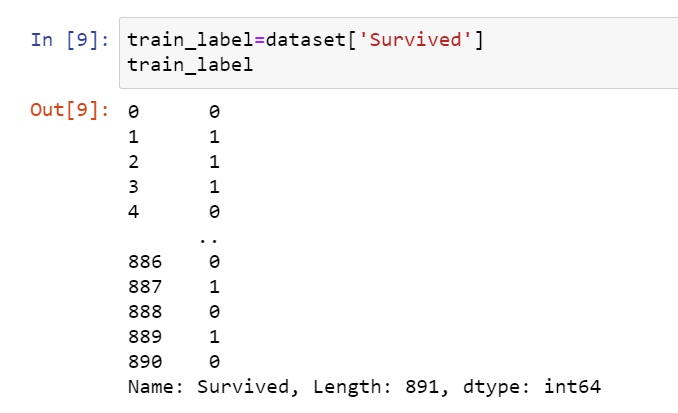 In [9]: train_label=dataset['Survived']
train_label
Out[9]: 0      0
1      1
2      1
3      1
4      0
..
886    0
887    1
888    0
889    1
890    0
Name: Survived, Length: 891, dtype: int64